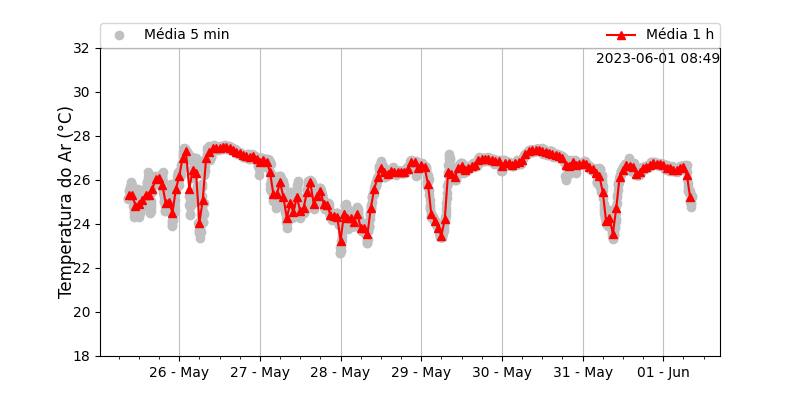 Média 5 min
Média 1 h
2023-06-01 08:49
Temperatura do Ar (°C)
32
30
28
26
24
22
20
18
26 - May
27 - May
28 - May
29 - May
30 - May
31 - May
01 - Jun